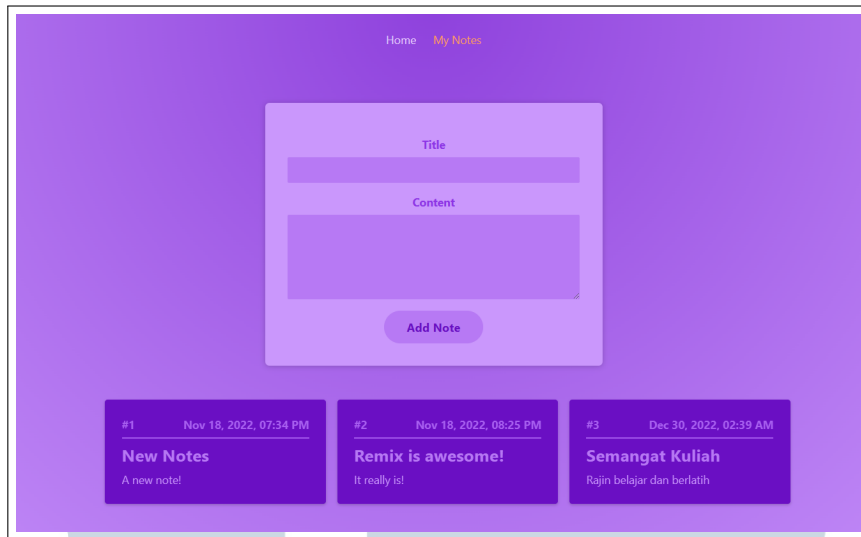 Home My Notes
Title
Content
Add Note
#1 Nov 18, 2022, 07:34 PM
New Notes
A new note!
#2 Nov 18, 2022, 08:25 PM
Remix is awesome!
It really is!
#3 Dec 30, 2022, 02:39 AM
Semangat Kuliah
Rajin belajar dan berlatih